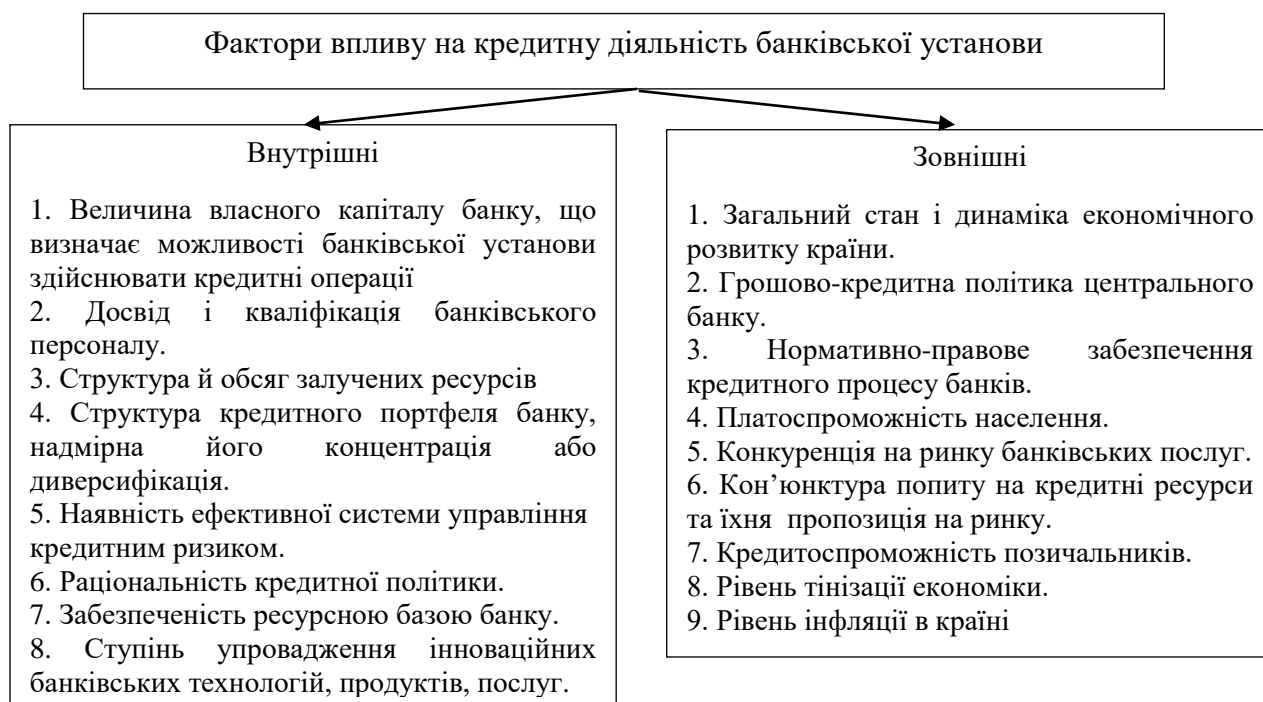 Фактори впливу на кредитну діяльність банківської установи
Внутрішні
1. Величина власного капіталу банку, що
визначає можливості банківської установи
здійснювати кредитні операції
2. Досвід і кваліфікація банківського
персоналу.
3. Структура й обсяг залучених ресурсів
4. Структура кредитного портфеля банку,
надмірна його концентрація або
диверсифікація.
5. Наявність ефективної системи управління
кредитним ризиком.
6. Раціональність кредитної політики.
7. Забезпеченість ресурсною базою банку.
8. Ступінь упровадження інноваційних
банківських технологій, продуктів, послуг.
Зовнішні
1. Загальний стан і динаміка економічного
розвитку країни.
2. Грошово-кредитна політика центрального
банку.
3. Нормативно-правове забезпечення
кредитного процесу банків.
4. Платоспроможність населення.
5. Конкуренція на ринку банківських послуг.
6. Кон’юнктура попиту на кредитні ресурси
та їхня пропозиція на ринку.
7. Кредитоспроможність позичальників.
8. Рівень тінізації економіки.
9. Рівень інфляції в країні